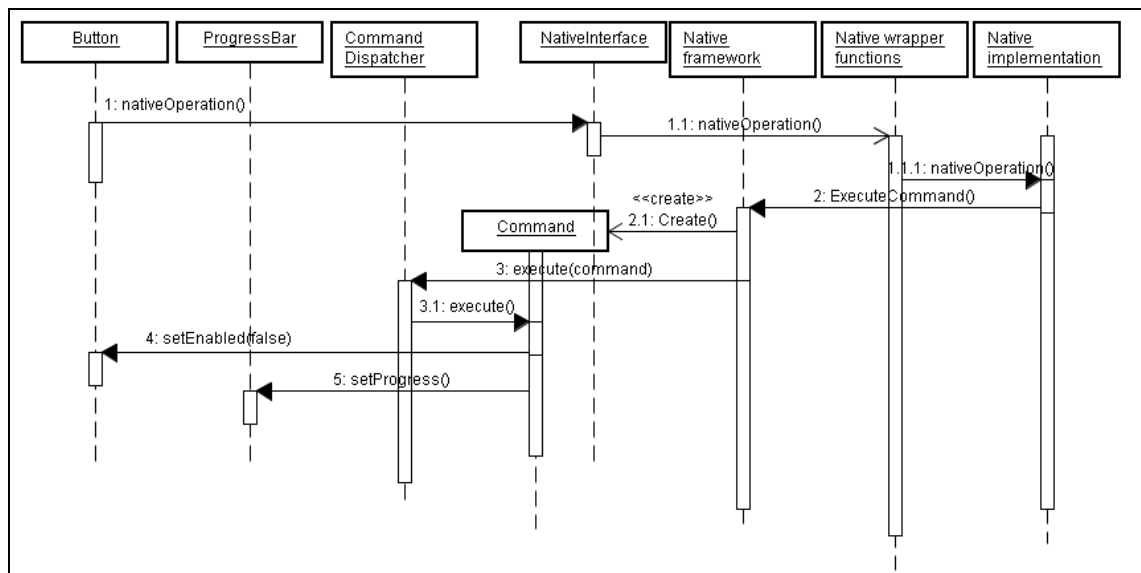 Button
ProgressBar
Command
Dispatcher
NativeInterface
Native
framework
Native wrapper
functions
Native
implementation
1: nativeOperation()
1.1: nativeOperation()
1.1.1: nativeOperation()
2: ExecuteCommand()
<<create>>
2.1: Create()
Command
3: execute(command)
3.1: execute()
4: setEnabled(false)
5: setProgress()